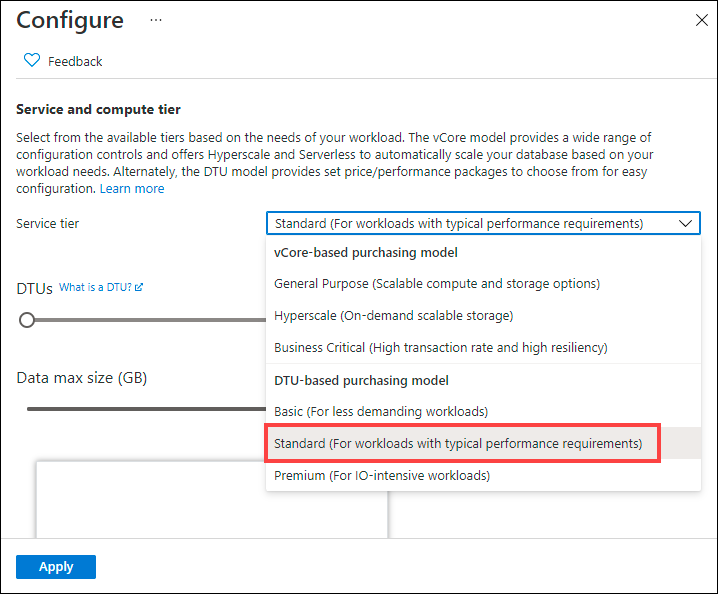 Configure ...
Feedback
Service and compute tier
Select from the available tiers based on the needs of your workload. The vCore model provides a wide range of
configuration controls and offers Hyperscale and Serverless to automatically scale your database based on your
workload needs. Alternately, the DTU model provides set price/performance packages to choose from for easy
configuration. Learn more
Service tier
Standard (For workloads with typical performance requirements)
vCore-based purchasing model
General Purpose (Scalable compute and storage options)
Hyperscale (On-demand scalable storage)
Business Critical (High transaction rate and high resiliency)
DTU-based purchasing model
Basic (For less demanding workloads)
Standard (For workloads with typical performance requirements)
Premium (For IO-intensive workloads)
DTUs What is a DTU?
Data max size (GB)
Apply